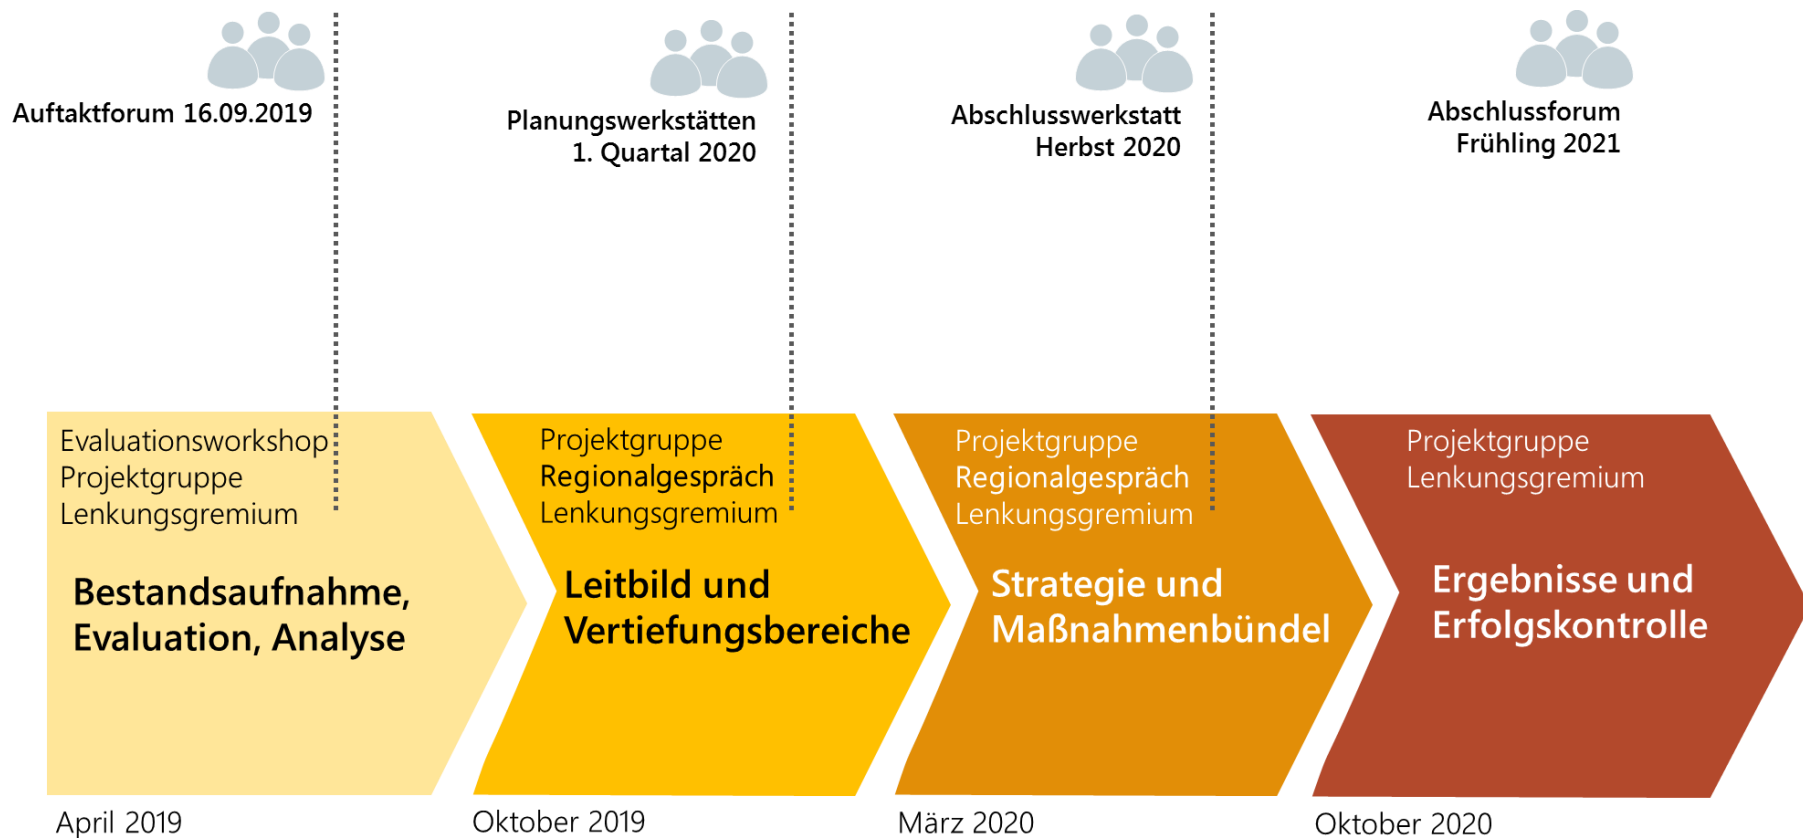 Auftaktforum 16.09.2019
Planungswerkstätten
1. Quartal 2020
Abschlusswerkstatt
Herbst 2020
Abschlussforum
Frühling 2021
Evaluationsworkshop
Projektgruppe
Lenkungsgremium
Bestandsaufnahme,
Evaluation, Analyse
April 2019
Projektgruppe
Regionalgespräch
Lenkungsgremium
Leitbild und
Vertiefungsbereiche
Oktober 2019
Projektgruppe
Regionalgespräch
Lenkungsgremium
Strategie und
Maßnahmenbündel
März 2020
Projektgruppe
Lenkungsgremium
Ergebnisse und
Erfolgskontrolle
Oktober 2020